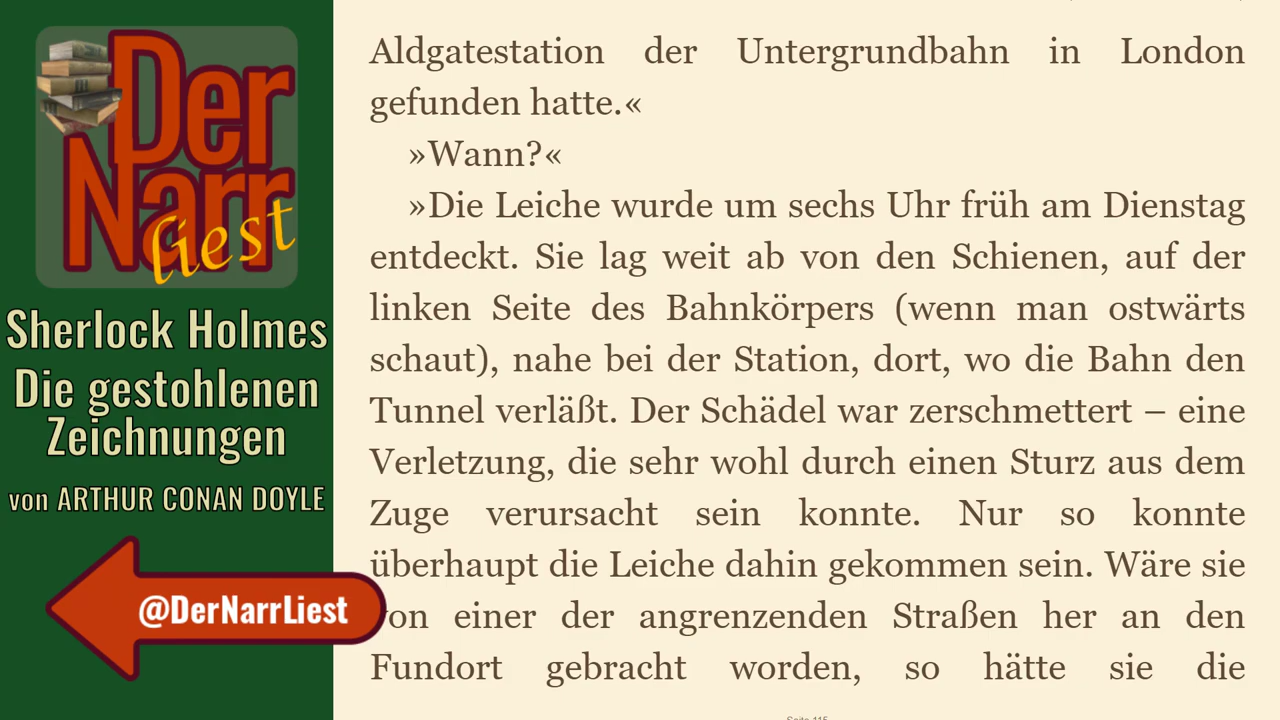 Der
Narr
liest
Sherlock Holmes
Die gestohlenen
Zeichnungen
von ARTHUR CONAN DOYLE
@DerNarrLiest
Aldgatestation der Untergrundbahn in London
gefunden hatte.«
»Wann?«
»Die Leiche wurde um sechs Uhr früh am Dienstag
entdeckt. Sie lag weit ab von den Schienen, auf der
linken Seite des Bahnkörpers (wenn man ostwärts
schaut), nahe bei der Station, dort, wo die Bahn den
Tunnel verläßt. Der Schädel war zerschmettert – eine
Verletzung, die sehr wohl durch einen Sturz aus dem
Zuge verursacht sein konnte. Nur so konnte
überhaupt die Leiche dahin gekommen sein. Wäre sie
von einer der angrenzenden Straßen her an den
Fundort gebracht worden, so hätte sie die